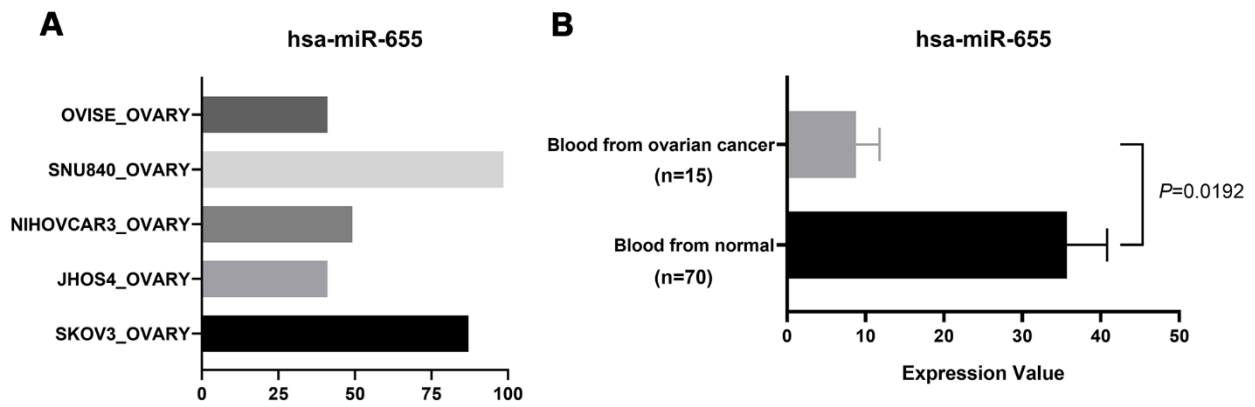 A
hsa-miR-655
OVISE_OVARY
SNU840_OVARY
NIHOVCAR3_OVARY
JHOS4_OVARY
SKOV3_OVARY
0 25 50 75 100
B
hsa-miR-655
Blood from ovarian cancer
(n=15)
Blood from normal
(n=70)
P=0.0192
0 10 20 30 40 50
Expression Value